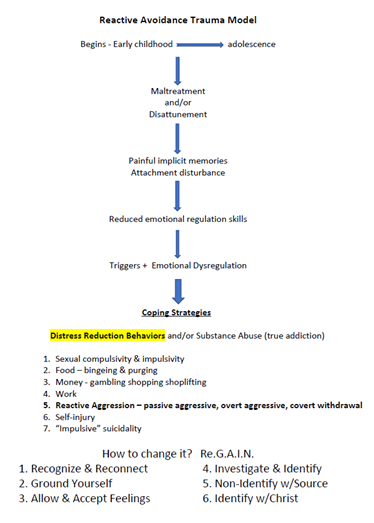 Reactive Avoidance Trauma Model
Begins - Early childhood adolescence
Maltreatment
and/or
Disattunement
Painful implicit memories
Attachment disturbance
Reduced emotional regulation skills
Triggers + Emotional Dysregulation
Coping Strategies
Distress Reduction Behaviors and/or Substance Abuse (true addiction)
1. Sexual compulsivity & impulsivity
2. Food – bingeing & purging
3. Money - gambling shopping shoplifting
4. Work
5. Reactive Aggression – passive aggressive, overt aggressive, covert withdrawal
6. Self-injury
7. “Impulsive” suicidality
How to change it? Re.G.A.I.N.
1. Recognize & Reconnect
2. Ground Yourself
3. Allow & Accept Feelings
4. Investigate & Identify
5. Non-Identify w/Source
6. Identify w/Christ